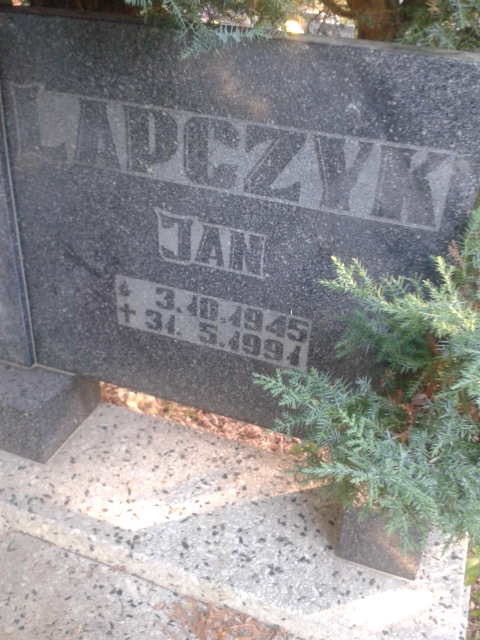 LAPCZYK
JAN
* 3.10.1945
+ 31. 5.1991